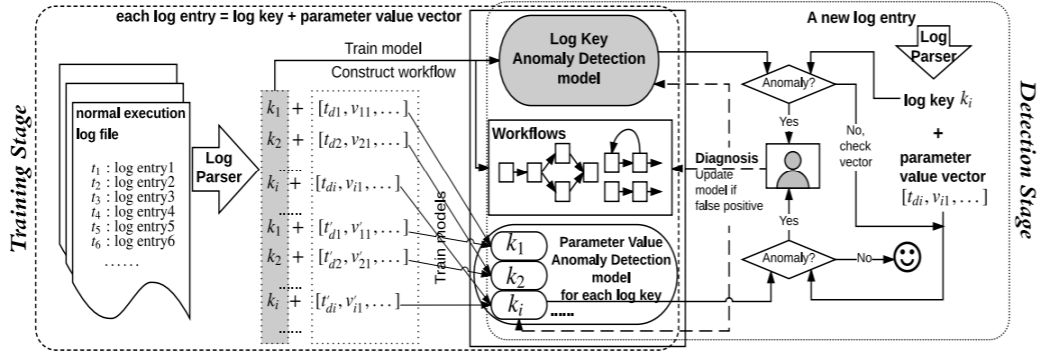 Training Stage
each log entry = log key + parameter value vector
normal execution
log file
t1 : log entry1
t2 : log entry2
t3 : log entry3
t4 : log entry4
t5 : log entry5
t6 : log entry6
......
Log
Parser
Train model
Construct workflow
k1 + [td1, v11, . . .]
k2 + [td2, v21, . . .]
ki + [tdi, vi1, . . .]
......
k1 + [t'd1, v'11, . . .]
k2 + [t'd2, v'21, . . .]
ki + [t'di, v'i1, . . .]
......
Train models
Log Key
Anomaly Detection
model
Workflows
k1
k2
ki
Parameter Value
Anomaly Detection
model
for each log key
......
A new log entry
Log
Parser
Anomaly?
log key ki
+
parameter
value vector
[tdi, vi1, . . .]
Yes
No,
check
vector
Diagnosis
Update
model if
false positive
Yes
Anomaly?
No
Detection Stage